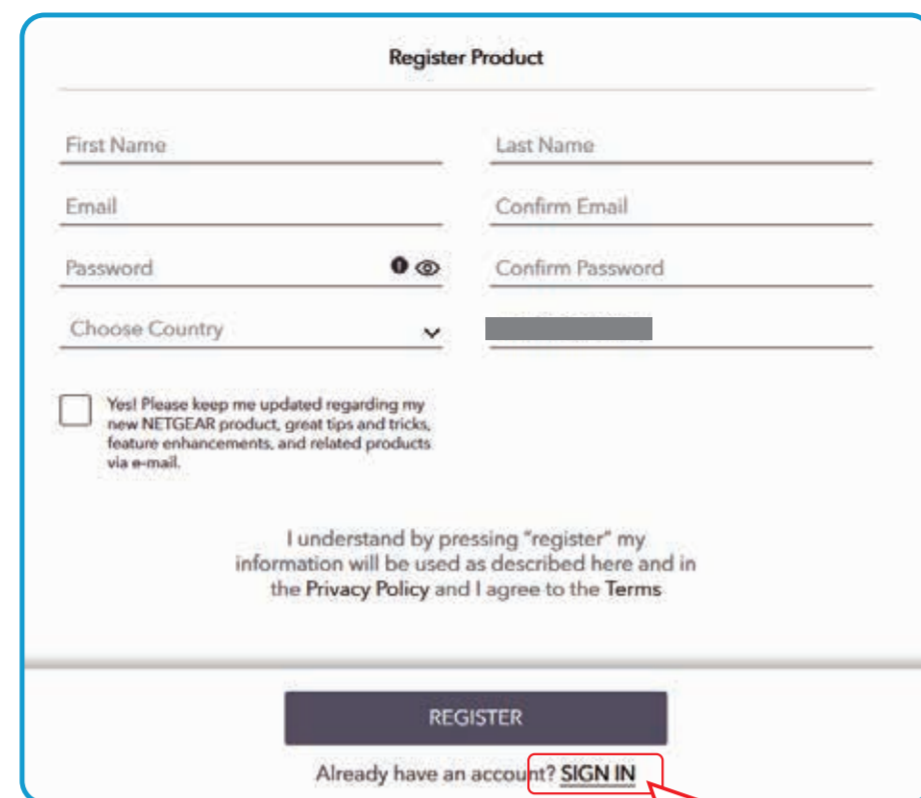 Register Product
First Name
Last Name
Email
Confirm Email
Password
Confirm Password
Choose Country
Yes! Please keep me updated regarding my
new NETGEAR product, great tips and tricks,
feature enhancements, and related products
via e-mail.
I understand by pressing "register" my
information will be used as described here and in
the Privacy Policy and I agree to the Terms
REGISTER
Already have an account? SIGN IN